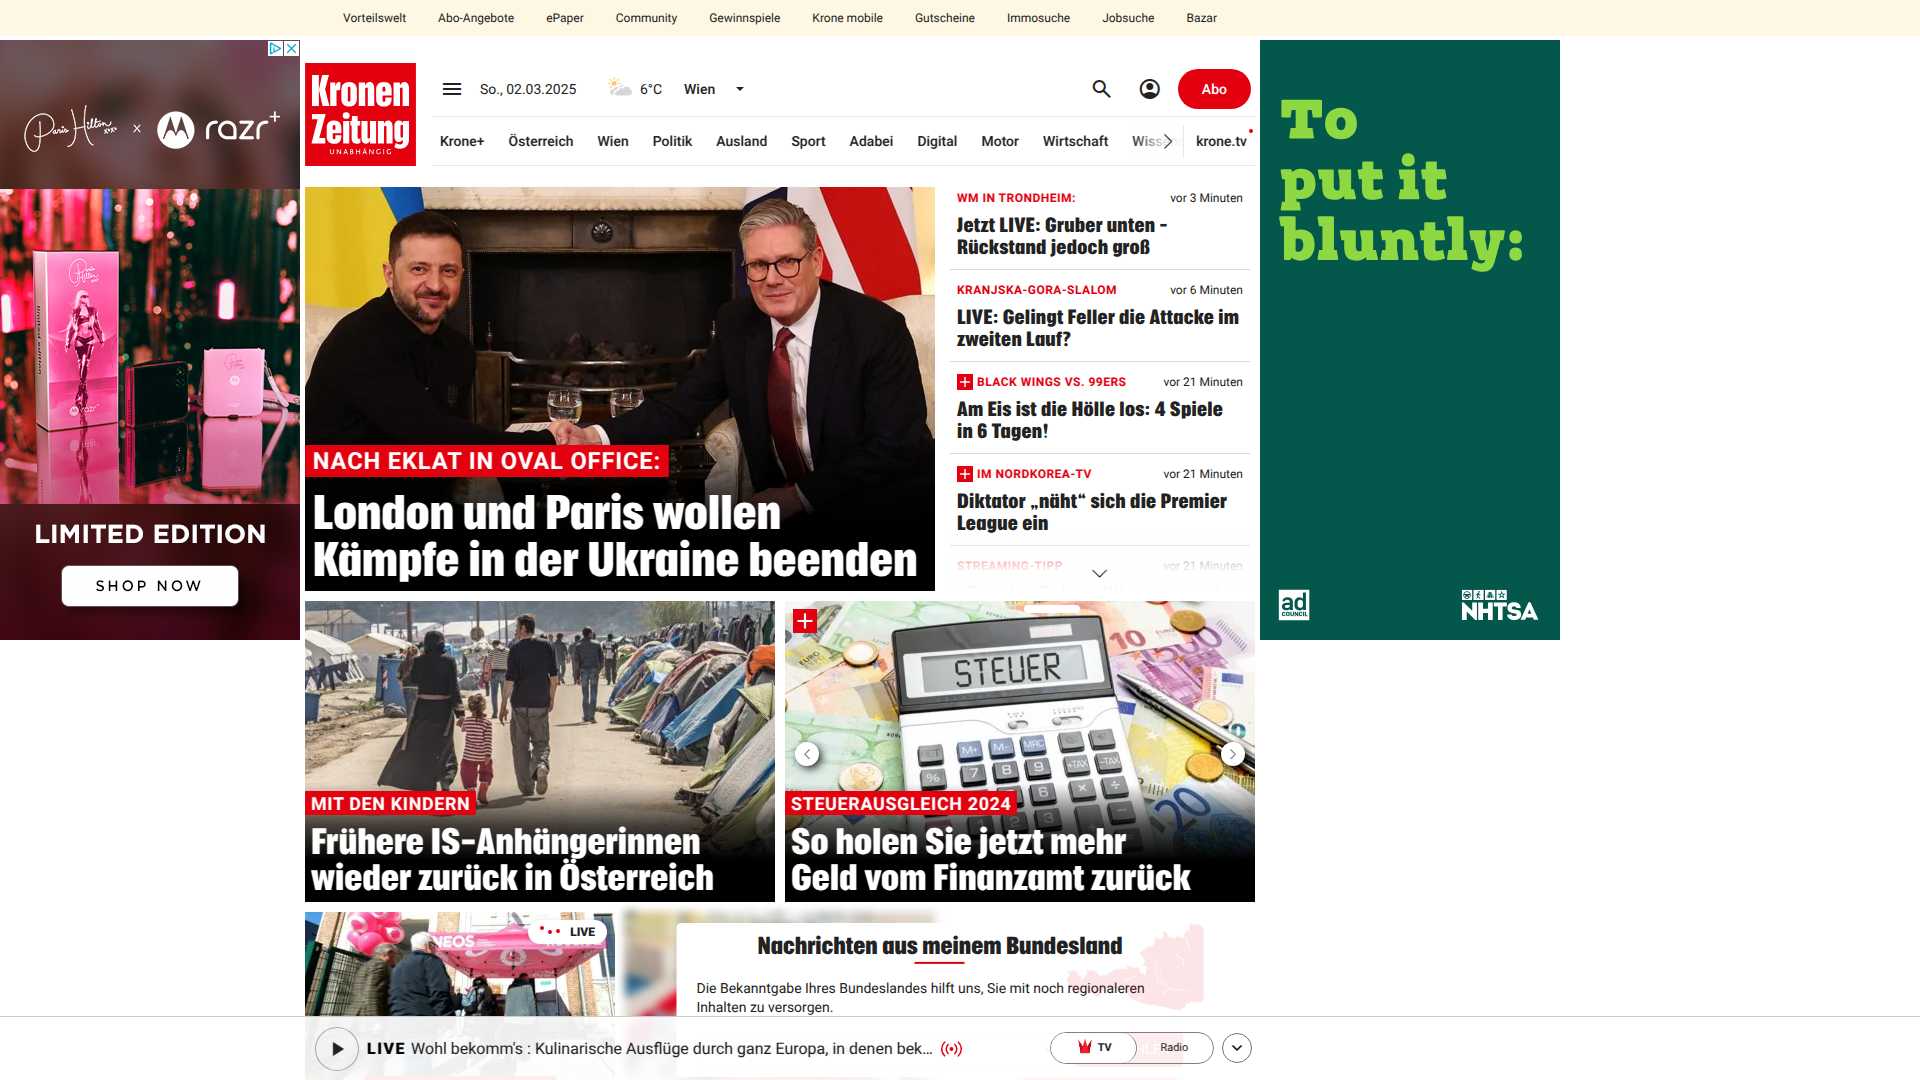 Vorteilswelt Abo-Angebote ePaper Community Gewinnspiele Krone mobile Gutscheine Immosuche Jobsuche Bazar
Paris Hilton x razr+
LIMITED EDITION
SHOP NOW
Kronen
Zeitung
UNABHÄNGIG
So., 02.03.2025 6°C Wien Abo
Krone+ Österreich Wien Politik Ausland Sport Adabei Digital Motor Wirtschaft krone.tv
NACH EKLAT IN OVAL OFFICE:
London und Paris wollen
Kämpfe in der Ukraine beenden
WM IN TRONDHEIM: vor 3 Minuten
Jetzt LIVE: Gruber unten –
Rückstand jedoch groß
KRANJSKA-GORA-SLALOM vor 6 Minuten
LIVE: Gelingt Feller die Attacke im
zweiten Lauf?
BLACK WINGS VS. 99ERS vor 21 Minuten
Am Eis ist die Hölle los: 4 Spiele
in 6 Tagen!
IM NORDKOREA-TV vor 21 Minuten
Diktator „näht“ sich die Premier
League ein
STREAMING-TIPP vor 21 Minuten
To
put it
bluntly:
ad
COUNCIL
NHTSA
MIT DEN KINDERN
Frühere IS-Anhängerinnen
wieder zurück in Österreich
STEUER
STEUERAUSGLEICH 2024
So holen Sie jetzt mehr
Geld vom Finanzamt zurück
NEOS
LIVE
Nachrichten aus meinem Bundesland
Die Bekanntgabe Ihres Bundeslandes hilft uns, Sie mit noch regionaleren
Inhalten zu versorgen.
LIVE Wohl bekomm's : Kulinarische Ausflüge durch ganz Europa, in denen bek...
TV Radio